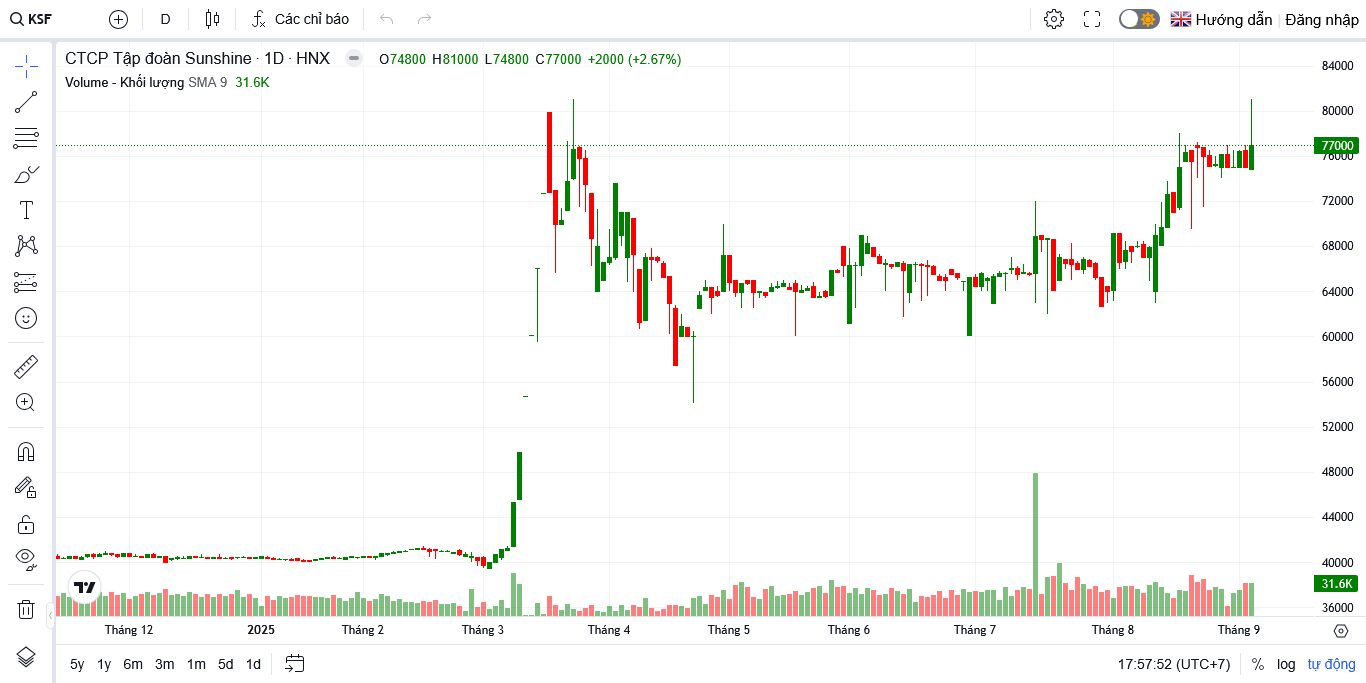 KSF D Các chỉ báo Hướng dẫn Đăng nhập
CTCP Tập đoàn Sunshine · 1D · HNX O74800 H81000 L74800 C77000 +2000 (+2.67%)
Volume - Khối lượng SMA 9 31.6K
84000
80000
77000
76000
72000
68000
64000
60000
56000
52000
48000
44000
40000
31.6K
36000
Tháng 12 2025 Tháng 2 Tháng 3 Tháng 4 Tháng 5 Tháng 6 Tháng 7 Tháng 8 Tháng 9
5y 1y 6m 3m 1m 5d 1d 17:57:52 (UTC+7) % log tự động